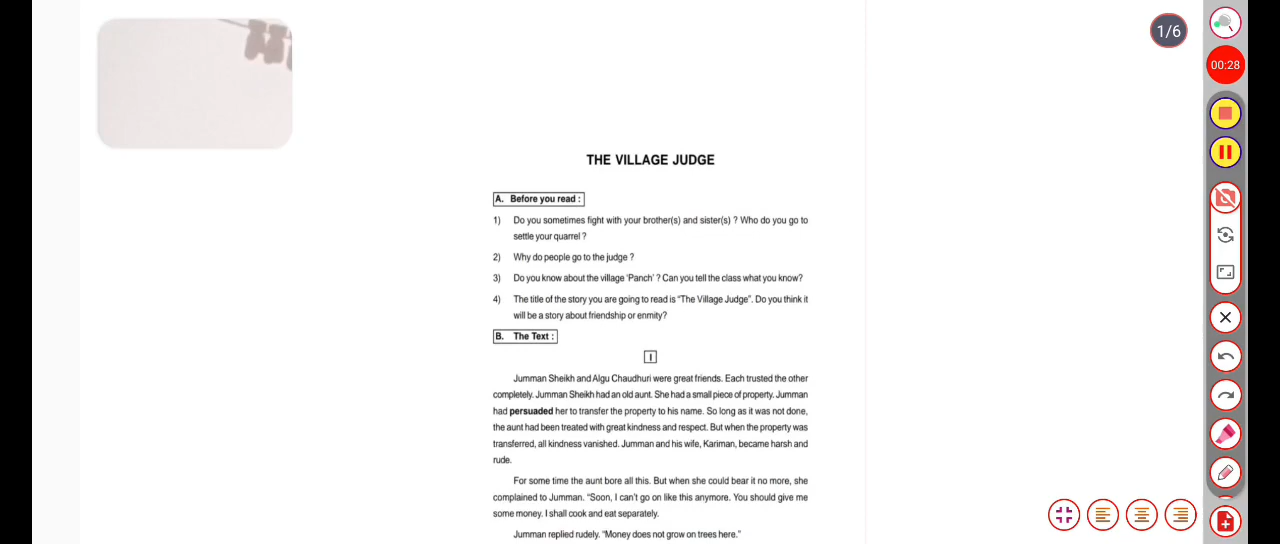 1/6
00:28
THE VILLAGE JUDGE
A. Before you read :
1) Do you sometimes fight with your brother(s) and sister(s) ? Who do you go to
settle your quarrel ?
2) Why do people go to the judge ?
3) Do you know about the village ‘Panch’ ? Can you tell the class what you know?
4) The title of the story you are going to read is “The Village Judge”. Do you think it
will be a story about friendship or enmity?
B. The Text :
I
Jumman Sheikh and Algu Chaudhuri were great friends. Each trusted the other
completely. Jumman Sheikh had an old aunt. She had a small piece of property. Jumman
had persuaded her to transfer the property to his name. So long as it was not done,
the aunt had been treated with great kindness and respect. But when the property was
transferred, all kindness vanished. Jumman and his wife, Kariman, became harsh and
rude.
For some time the aunt bore all this. But when she could bear it no more, she
complained to Jumman. “Soon, I can't go on like this anymore. You should give me
some money. I shall cook and eat separately.
Jumman replied rudely. “Money does not grow on trees here.”